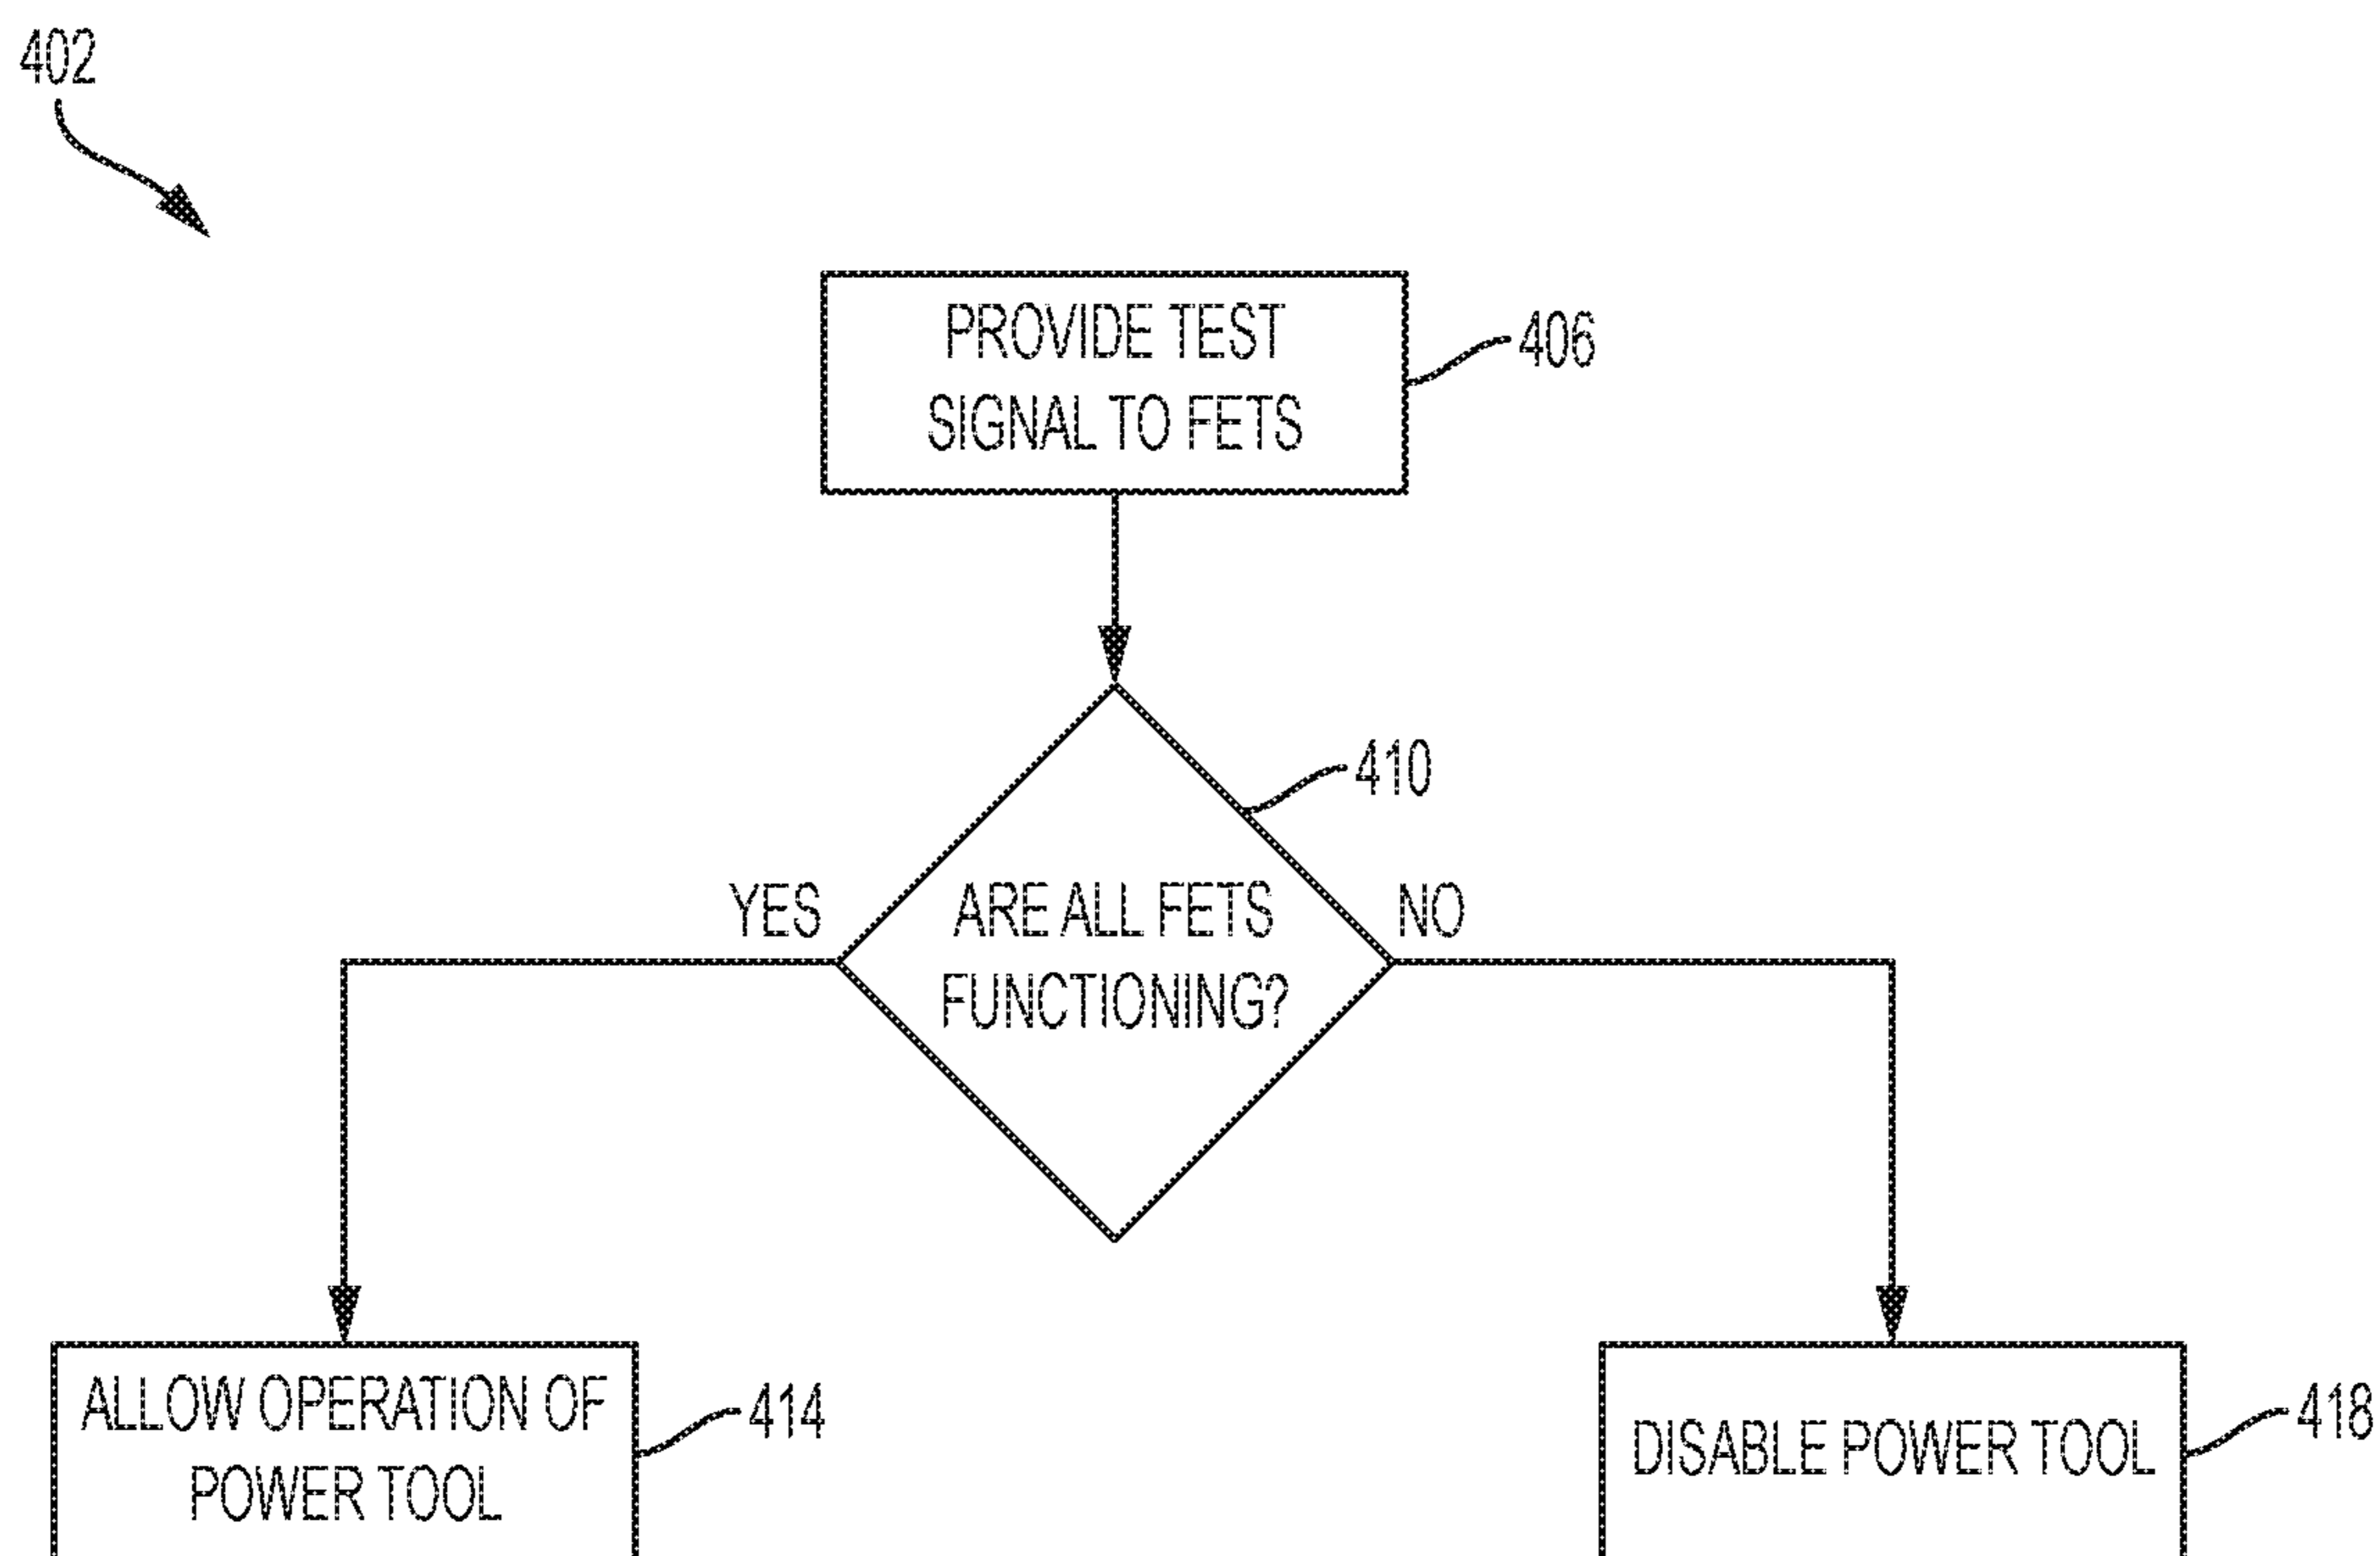 402
PROVIDE TEST
SIGNAL TO FETS
406
410
YES
ARE ALL FETS
FUNCTIONING?
NO
ALLOW OPERATION OF
POWER TOOL
414
DISABLE POWER TOOL
418